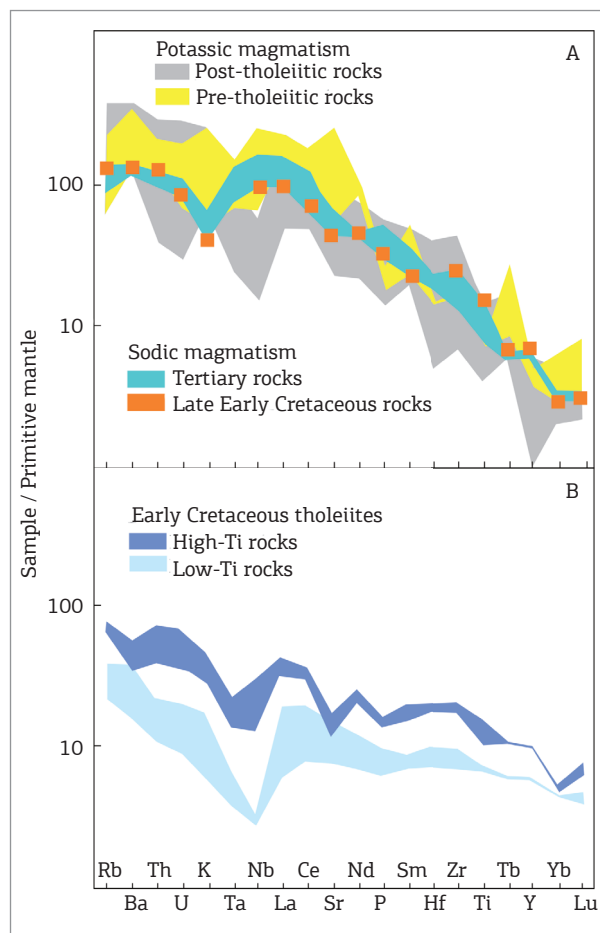 A
Potassic magmatism
Post-tholeiitic rocks
Pre-tholeiitic rocks
100
10
Sodic magmatism
Tertiary rocks
Late Early Cretaceous rocks
Sample / Primitive mantle
B
Early Cretaceous tholeiites
High-Ti rocks
Low-Ti rocks
100
10
Rb Th K Nb Ce Nd Sm Zr Tb Yb
Ba U Ta La Sr P Hf Ti Y Lu